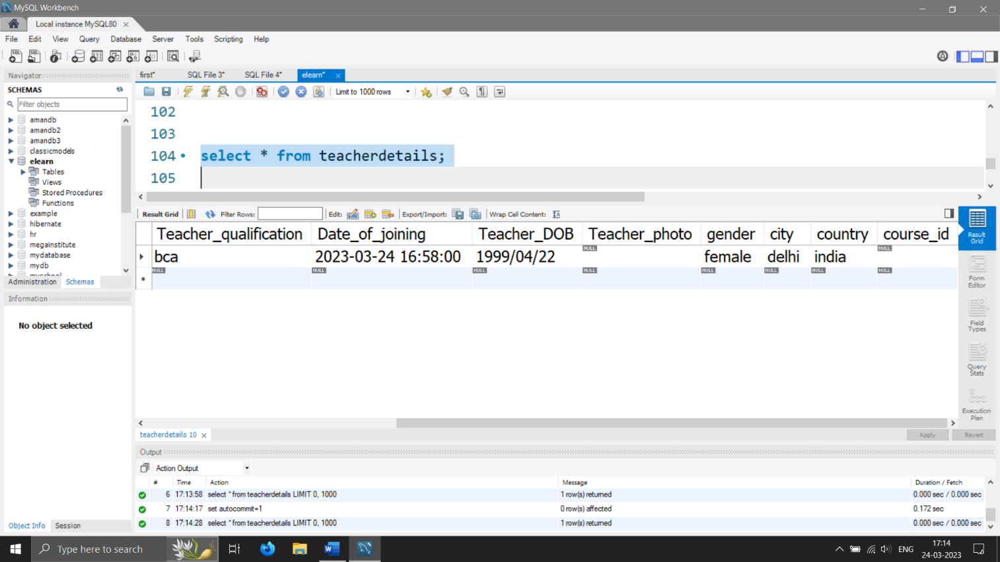 MySQL Workbench
Local instance MySQL80
File Edit View Query Database Server Tools Scripting Help
Navigator
SCHEMAS
Filter objects
amandb
amandb2
amandb3
classicmodels
elearn
Tables
Views
Stored Procedures
Functions
example
hibernate
hr
megainstitute
mydatabase
mydb
Administration Schemas
Information
No object selected
Object Info Session
first* SQL File 3* SQL File 4* elearn*
Limit to 1000 rows
102
103
104 select * from teacherdetails;
105
Result Grid Filter Rows: Edit: Export/Import: Wrap Cell Content:
Teacher_qualification Date_of_joining Teacher_DOB Teacher_photo gender city country course_id
bca 2023-03-24 16:58:00 1999/04/22 NULL female delhi india NULL
NULL NULL NULL NULL NULL NULL NULL NULL
Result Grid
Form Editor
Field Types
Query Stats
Execution Plan
teacherdetails 10
Apply Revert
Output
Action Output
# Time Action Message Duration / Fetch
6 17:13:58 select * from teacherdetails LIMIT 0, 1000 1 row(s) returned 0.000 sec / 0.000 sec
7 17:14:17 set autocommit=1 0 row(s) affected 0.172 sec
8 17:14:28 select * from teacherdetails LIMIT 0, 1000 1 row(s) returned 0.000 sec / 0.000 sec
Type here to search
ENG
17:14
24-03-2023